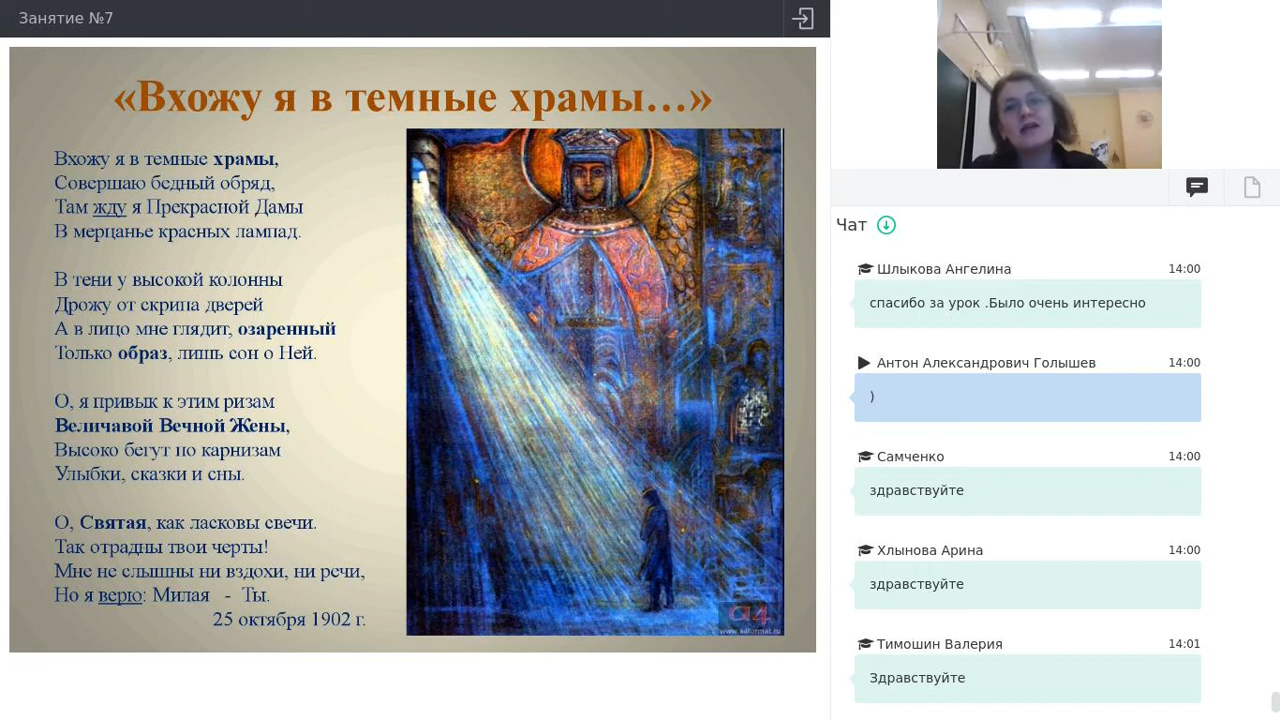 Занятие №7
«Вхожу я в темные храмы…»
Вхожу я в темные храмы,
Совершаю бедный обряд,
Там жду я Прекрасной Дамы
В мерцанье красных лампад.
В тени у высокой колонны
Дрожу от скрипа дверей
А в лицо мне глядит, озаренный
Только образ, лишь сон о Ней.
О, я привык к этим ризам
Величавой Вечной Жены,
Высоко бегут по карнизам
Улыбки, сказки и сны.
О, Святая, как ласковы свечи.
Так отрадны твои черты!
Мне не слышны ни вздохи, ни речи,
Но я верю: Милая - Ты.
25 октября 1902 г.
a4
www.a4format.ru
Чат
Шлыкова Ангелина 14:00
спасибо за урок .Было очень интересно
Антон Александрович Голышев 14:00
)
Самченко 14:00
здравствуйте
Хлынова Арина 14:00
здравствуйте
Тимошин Валерия 14:01
Здравствуйте